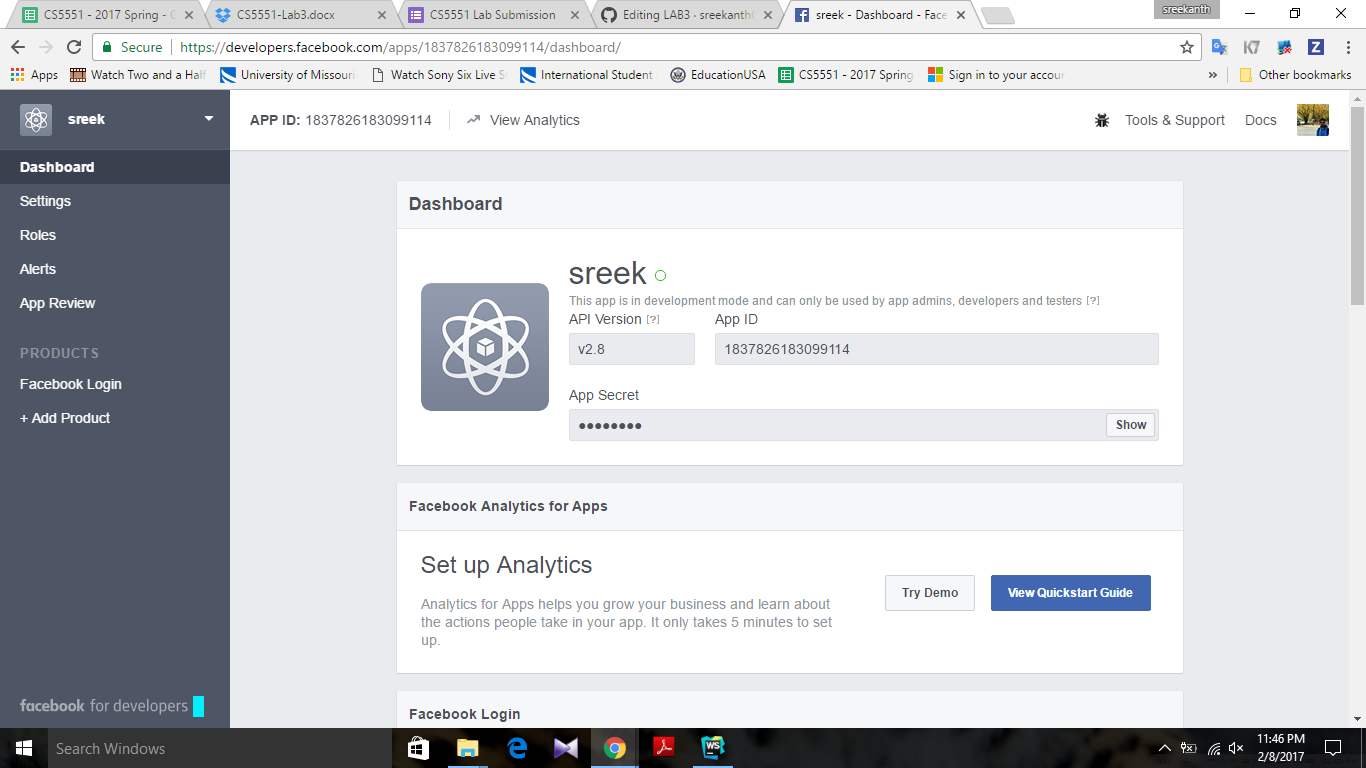 CS5551 - 2017 Spring - G
CS5551-Lab3.docx
CS5551 Lab Submission
Editing LAB3 · sreekanth
sreek - Dashboard - Face
sreekanth
Secure
https://developers.facebook.com/apps/1837826183099114/dashboard/
Apps
Watch Two and a Half
University of Missouri
Watch Sony Six Live S
International Student
EducationUSA
CS5551 - 2017 Spring
Sign in to your accou
»
Other bookmarks
sreek
APP ID: 1837826183099114
View Analytics
Tools & Support
Docs
Dashboard
Settings
Roles
Alerts
App Review
PRODUCTS
Facebook Login
+ Add Product
facebook for developers
Dashboard
sreek
This app is in development mode and can only be used by app admins, developers and testers [?]
API Version [?]
App ID
v2.8
1837826183099114
App Secret
●●●●●●●●
Show
Facebook Analytics for Apps
Set up Analytics
Analytics for Apps helps you grow your business and learn about
the actions people take in your app. It only takes 5 minutes to set
up.
Try Demo
View Quickstart Guide
Facebook Login
Search Windows
WS
11:46 PM
2/8/2017